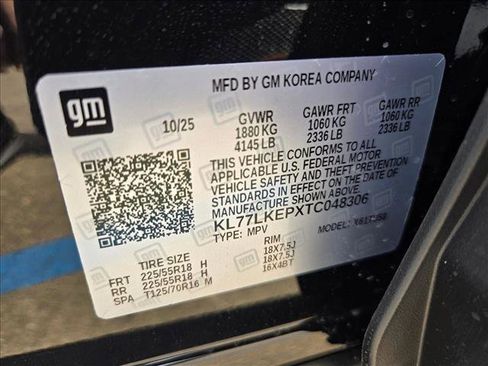 MFD BY GM KOREA COMPANY
gm
10/25
GVWR GAWR FRT GAWR RR
1880 KG 1060 KG 1060 KG
4145 LB 2336 LB 2336 LB
THIS VEHICLE CONFORMS TO ALL
APPLICABLE U.S. FEDERAL MOTOR
VEHICLE SAFETY AND THEFT PREVENTION
STANDARDS IN EFFECT ON THE DATE OF
MANUFACTURE SHOWN ABOVE.
KL77LKEPXTC048306
TYPE: MPV MODEL:
TIRE SIZE RIM
FRT 225/55R18 H 18X7.5J
RR 225/55R18 H 18X7.5J
SPA T125/70R16 M 16X4BT